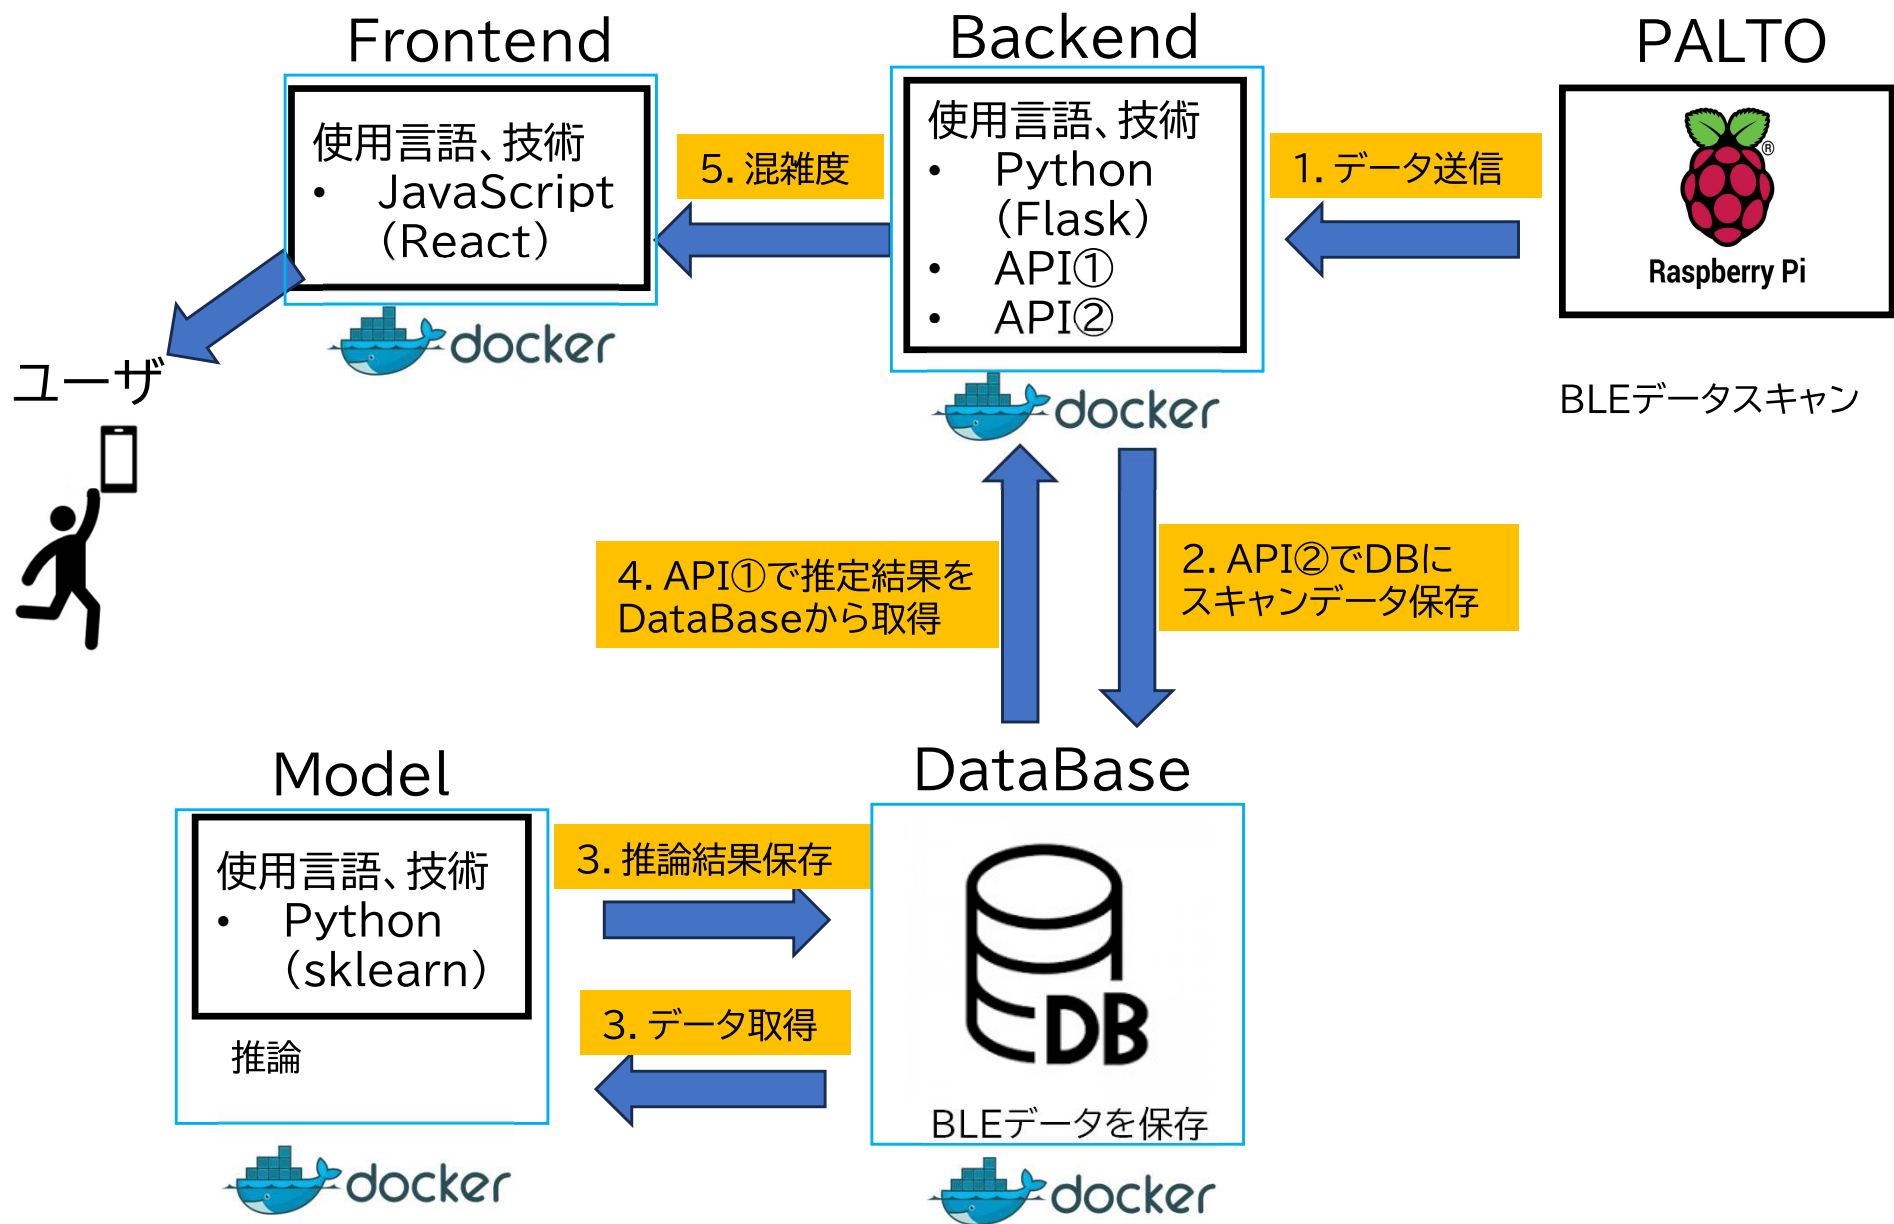 Frontend
使用言語、技術
• JavaScript
（React）
docker
5. 混雑度
Backend
使用言語、技術
• Python
（Flask）
• API①
• API②
docker
1. データ送信
PALTO
®
Raspberry Pi
BLEデータスキャン
ユーザ
4. API①で推定結果を
DataBaseから取得
2. API②でDBに
スキャンデータ保存
Model
使用言語、技術
• Python
（sklearn）
推論
docker
3. 推論結果保存
3. データ取得
DataBase
DB
BLEデータを保存
docker